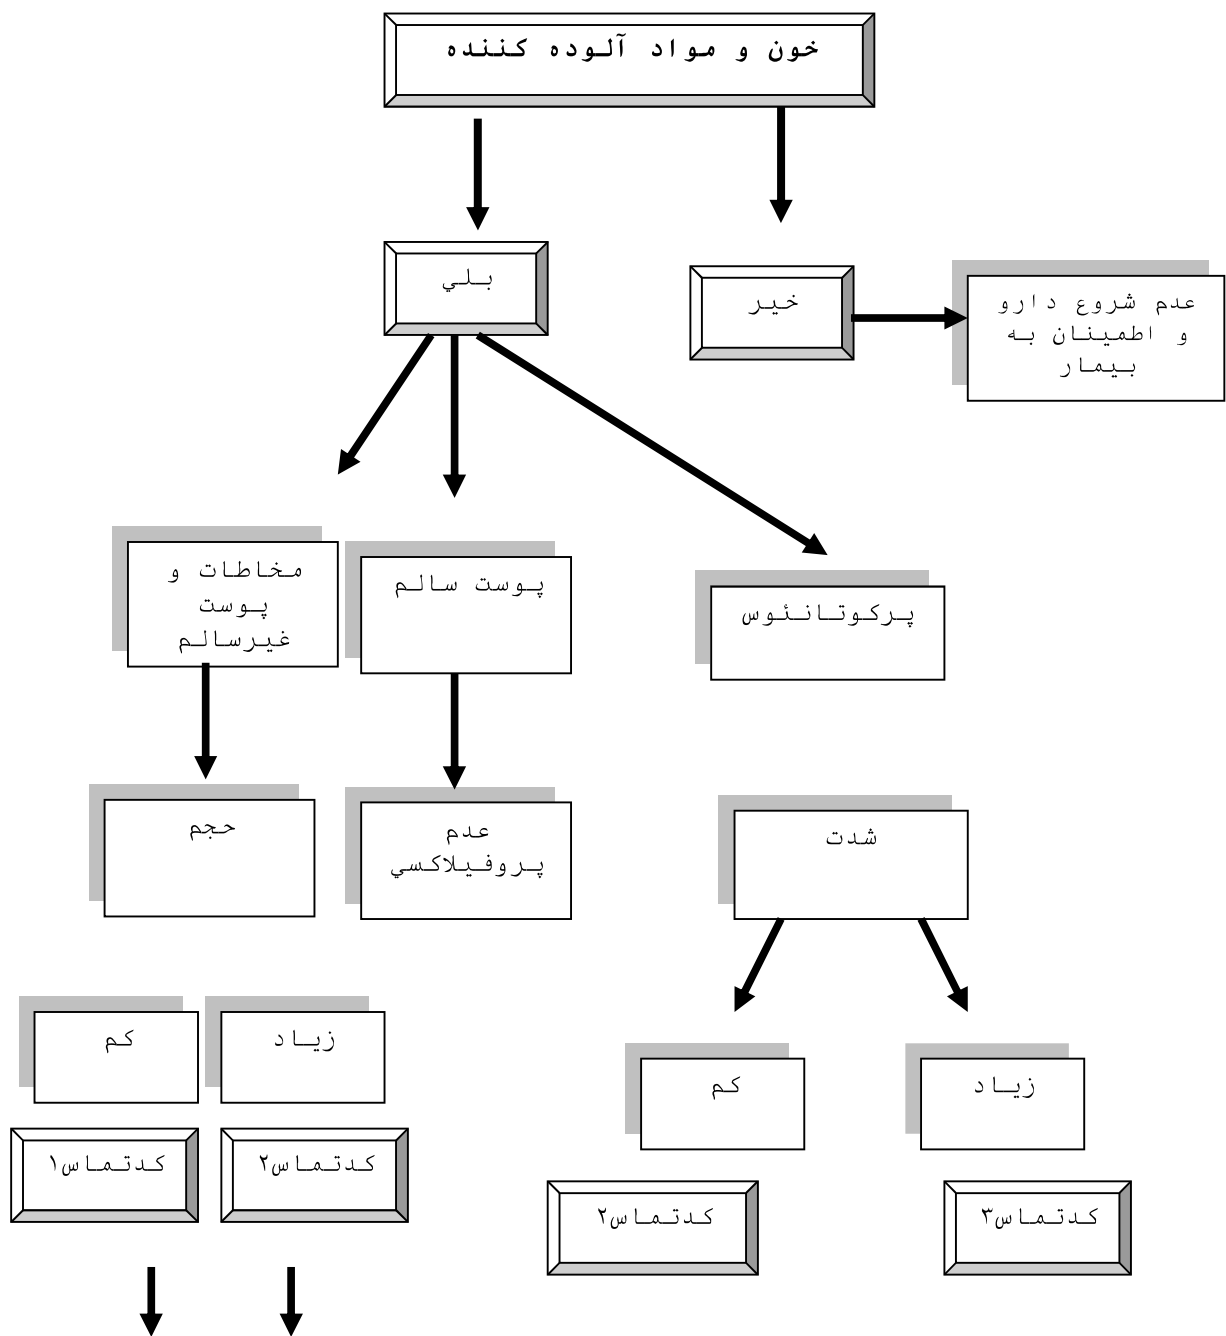 خون و مواد آلوده کننده
بلي
خير
عدم شروع دارو
و اطمينان به
بيمار
مخاطات و
پوست
غيرسالم
پوست سالم
پرکوتانئوس
حجم
عدم
پروفيلاکسي
شدت
کم
زياد
کم
زياد
کدتماس۱
کدتماس۲
کدتماس۲
کدتماس۳